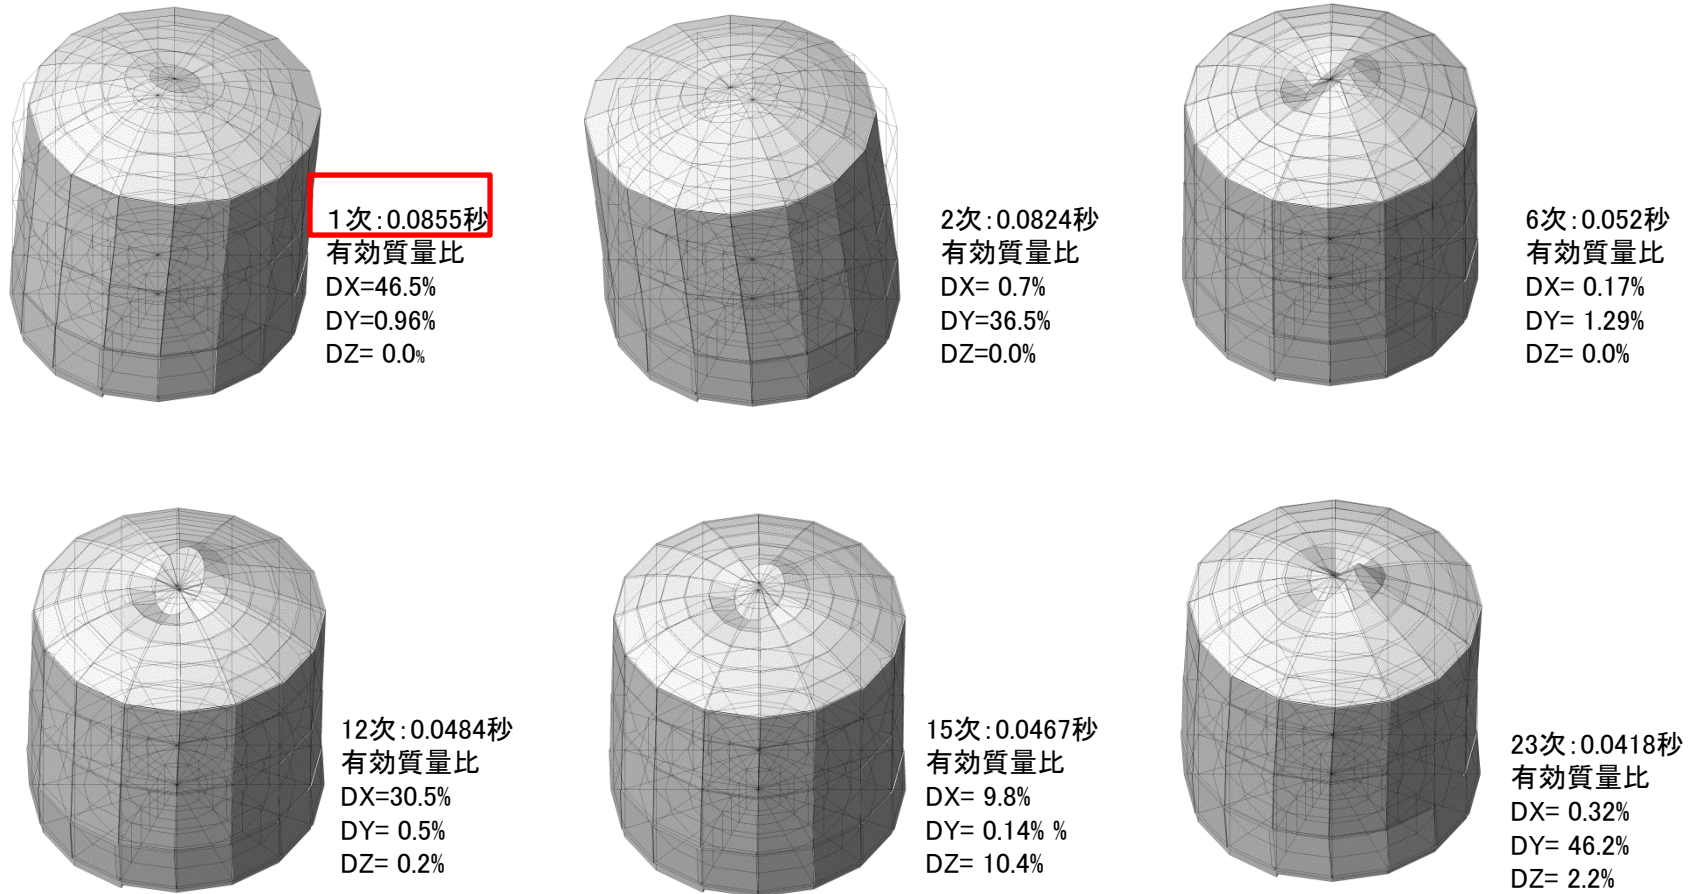 １次：0.0855秒
有効質量比
DX=46.5%
DY=0.96%
DZ= 0.0%
2次：0.0824秒
有効質量比
DX= 0.7%
DY=36.5%
DZ=0.0%
6次：0.052秒
有効質量比
DX= 0.17%
DY= 1.29%
DZ= 0.0%
12次：0.0484秒
有効質量比
DX=30.5%
DY= 0.5%
DZ= 0.2%
15次：0.0467秒
有効質量比
DX= 9.8%
DY= 0.14% %
DZ= 10.4%
23次：0.0418秒
有効質量比
DX= 0.32%
DY= 46.2%
DZ= 2.2%